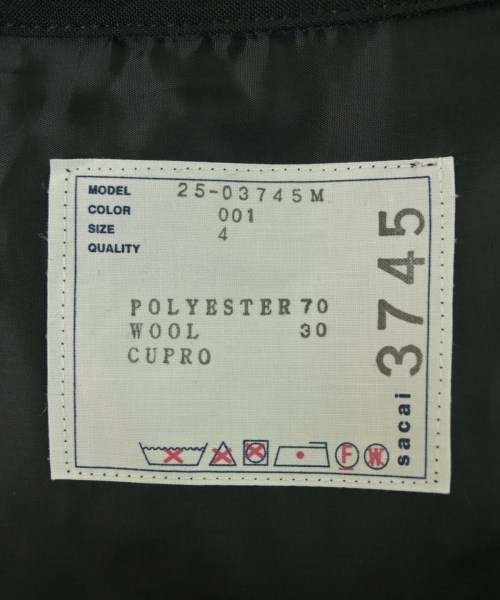 MODEL 25-03745M
COLOR 001
SIZE 4
QUALITY
POLYESTER 70
WOOL 30
CUPRO
F W
sacai 3745